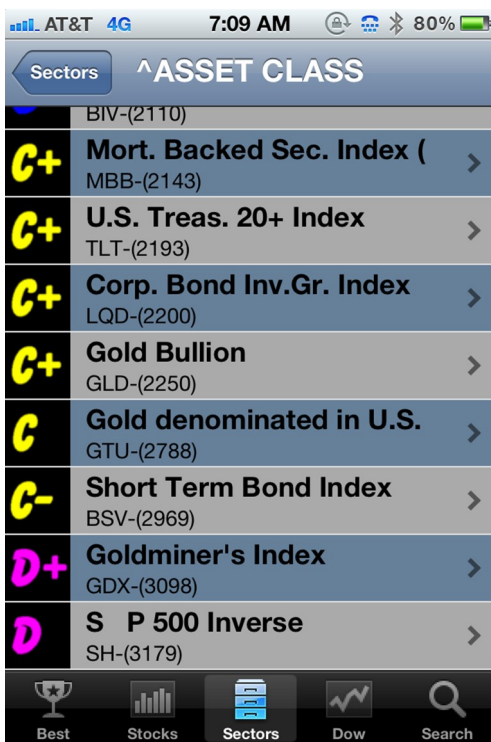 AT&T 4G 7:09 AM 80%
Sectors ^ASSET CLASS
BIV-(2110)
C+ Mort. Backed Sec. Index (
MBB-(2143)
C+ U.S. Treas. 20+ Index
TLT-(2193)
C+ Corp. Bond Inv.Gr. Index
LQD-(2200)
C+ Gold Bullion
GLD-(2250)
C Gold denominated in U.S.
GTU-(2788)
C- Short Term Bond Index
BSV-(2969)
D+ Goldminer's Index
GDX-(3098)
D S P 500 Inverse
SH-(3179)
Best Stocks Sectors Dow Search